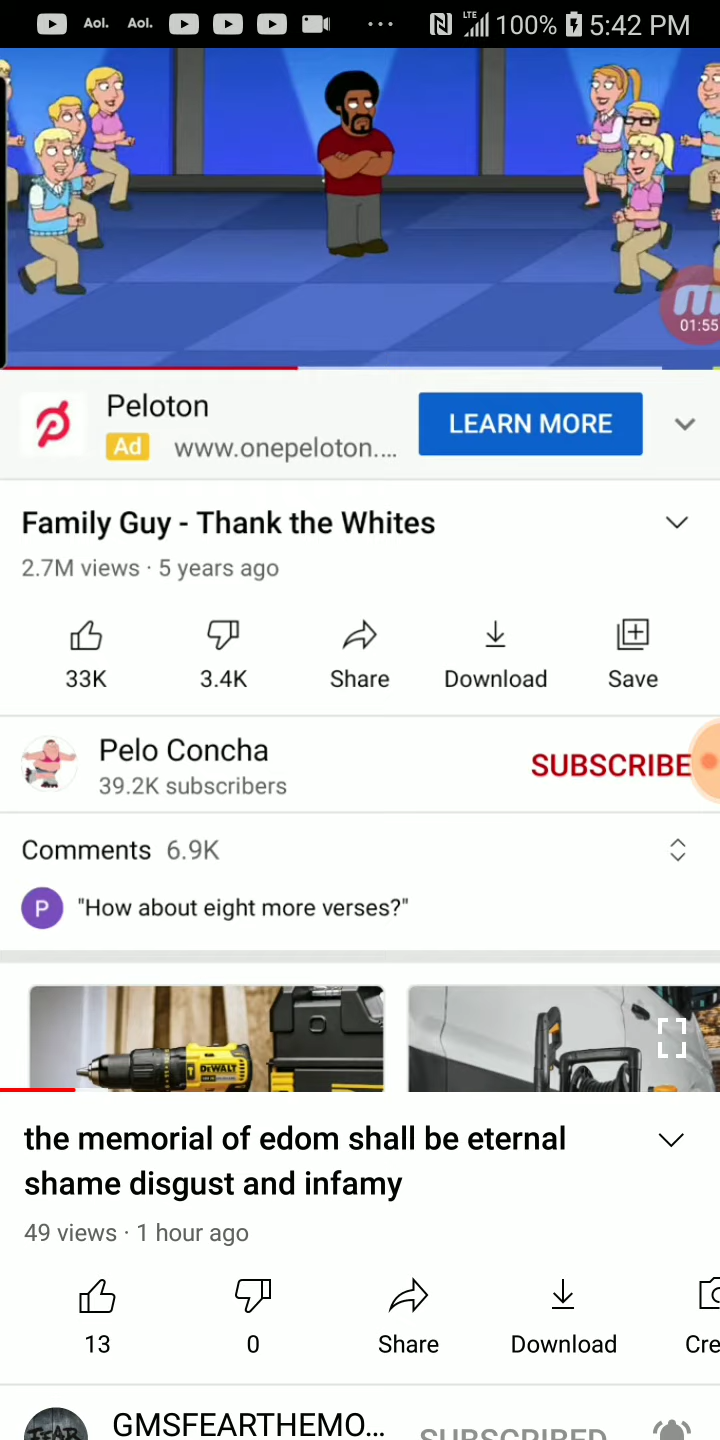 Aol. Aol. ... LTE 100% 5:42 PM
01:55
Peloton
Ad www.onepeloton....
LEARN MORE
Family Guy - Thank the Whites
2.7M views · 5 years ago
33K 3.4K Share Download Save
Pelo Concha
39.2K subscribers
SUBSCRIBE
Comments 6.9K
P "How about eight more verses?"
DEWALT
the memorial of edom shall be eternal
shame disgust and infamy
49 views · 1 hour ago
13 0 Share Download Cre
FEAR GMSFEARTHEMO... SUBSCRIBED